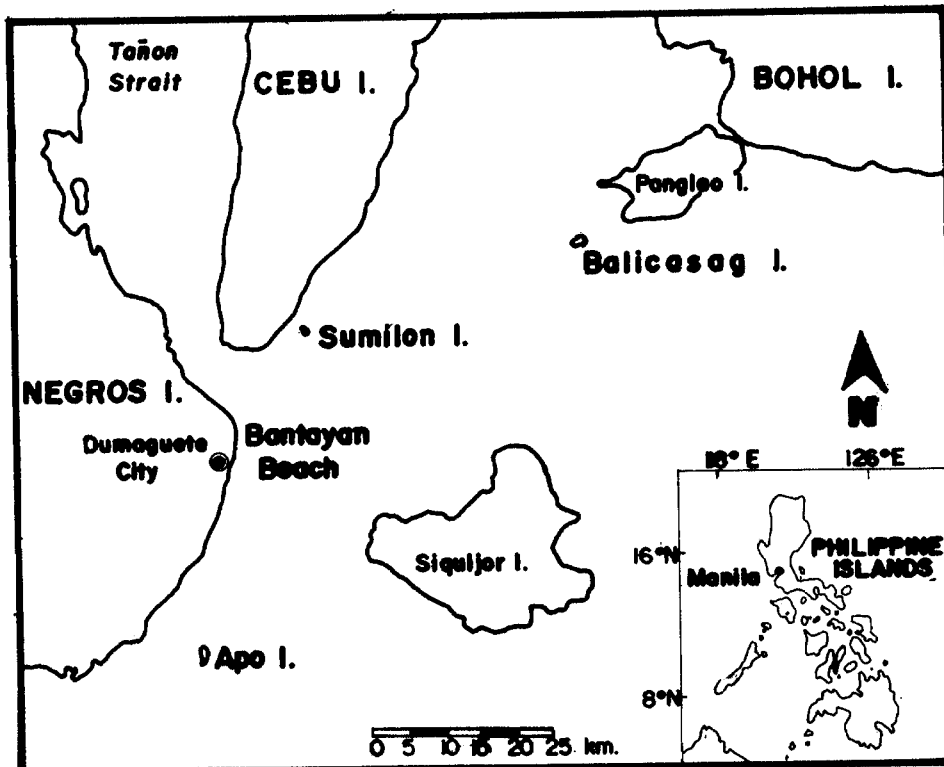 Tañon
Strait
CEBU I.
BOHOL I.
Panglao I.
Balicasag I.
Sumilon I.
NEGROS I.
Dumaguete
City
Bantayan
Beach
N
118° E
126°E
16°N
PHILIPPINE
ISLANDS
Manila
Siquijor I.
Apo I.
8°N
0 5 10 15 20 25 km.